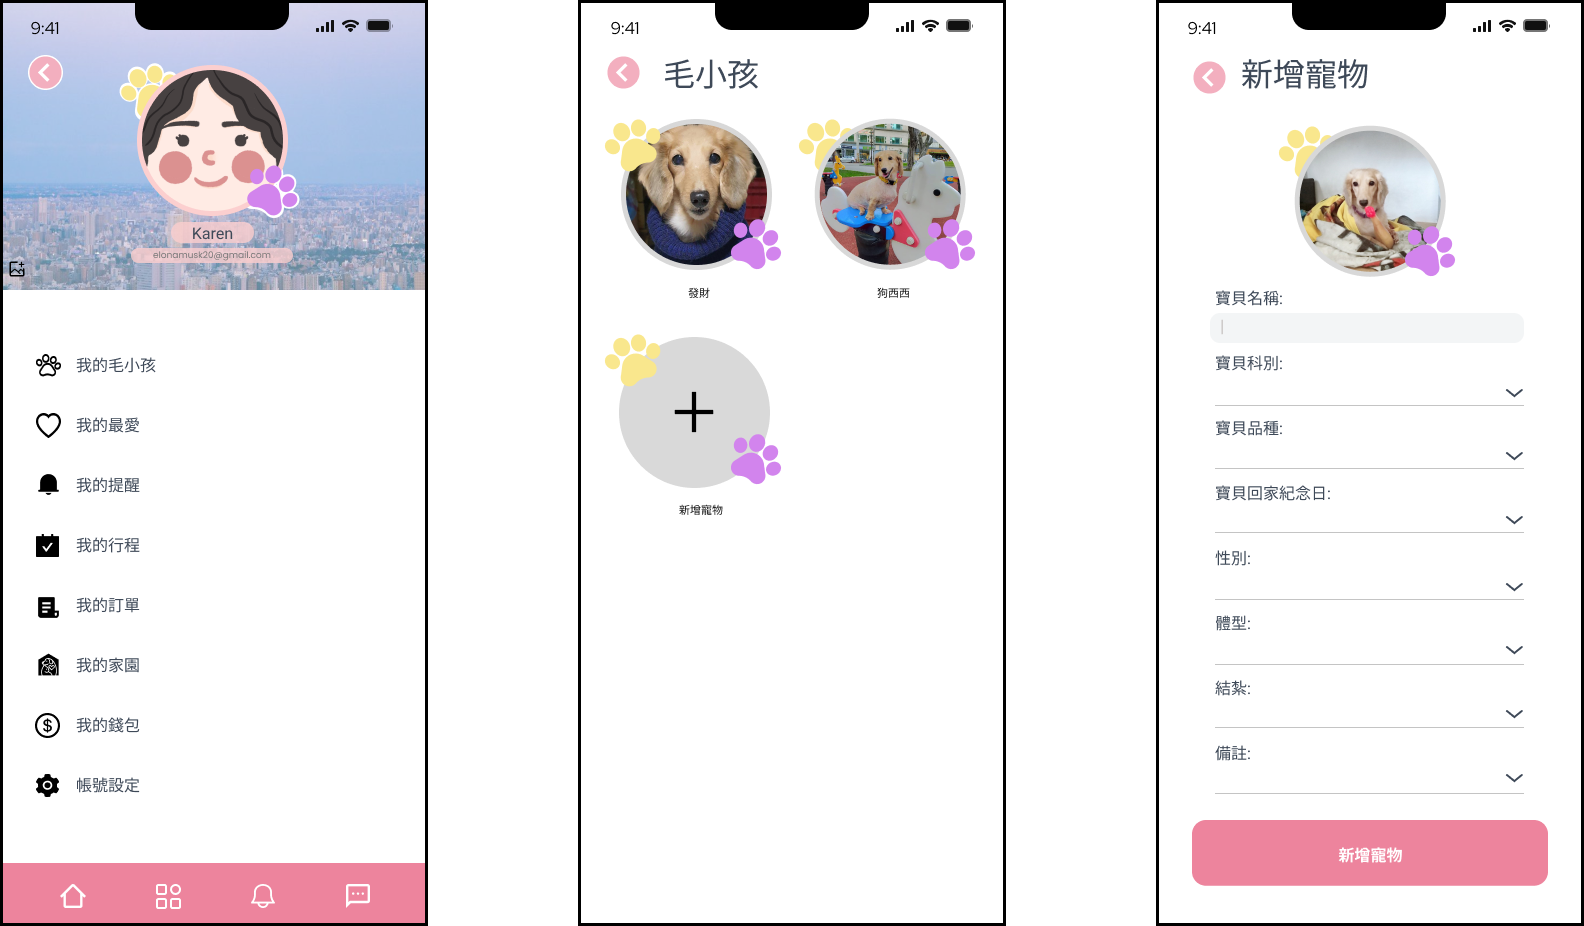 9:41
Karen
elonamusk20@gmail.com
我的毛小孩
我的最愛
我的提醒
我的行程
我的訂單
我的家園
我的錢包
帳號設定
9:41
毛小孩
發財
狗西西
新增寵物
9:41
新增寵物
寶貝名稱:
寶貝科別:
寶貝品種:
寶貝回家紀念日:
性別:
體型:
結紮:
備註:
新增寵物